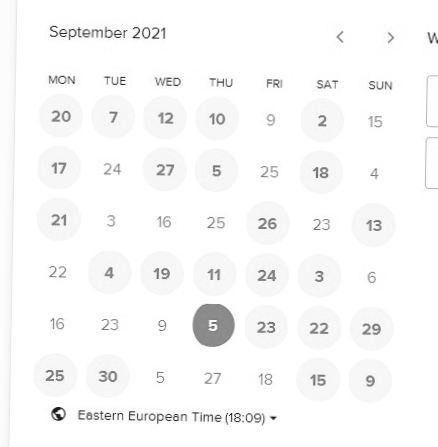 September 2021
W
MON TUE WED THU FRI SAT SUN
20 7 12 10 9 2 15
17 24 27 5 25 18 4
21 3 16 25 26 23 13
22 4 19 11 24 3 6
16 23 9 5 23 22 29
25 30 5 27 18 15 9
Eastern European Time (18:09)